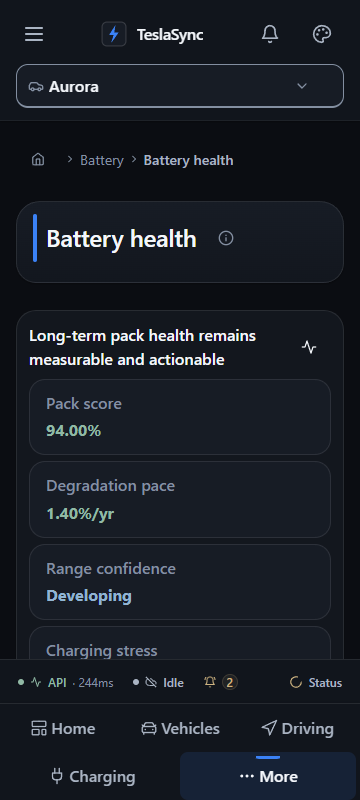 TeslaSync
Aurora
Battery
Battery health
Battery health
Long-term pack health remains
measurable and actionable
Pack score
94.00%
Degradation pace
1.40%/yr
Range confidence
Developing
Charging stress
API · 244ms
Idle
2
Status
Home
Vehicles
Driving
Charging
More